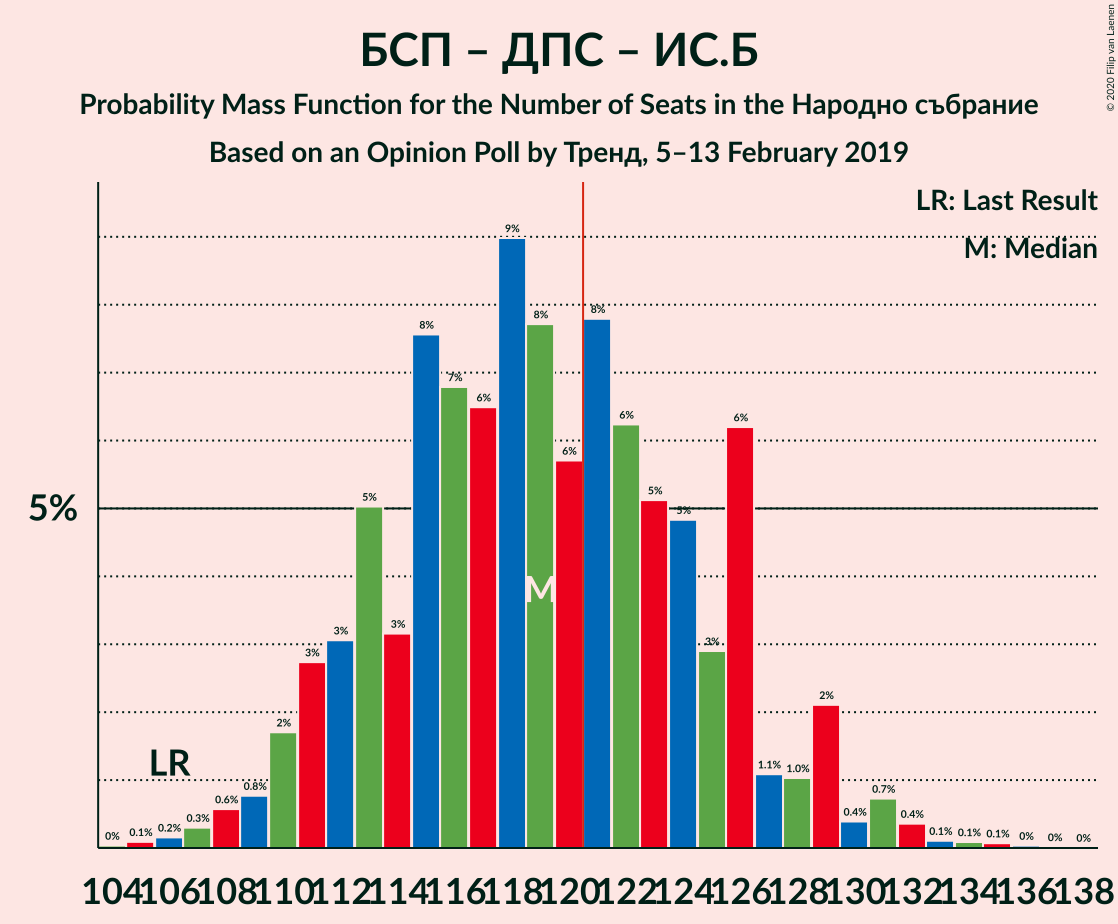 БСП – ДПС – ИС.Б
Probability Mass Function for the Number of Seats in the Народно събрание
Based on an Opinion Poll by Тренд, 5–13 February 2019
© 2020 Filip van Laenen
LR: Last Result
M: Median
5%
LR
M
0% 0.1% 0.2% 0.3% 0.6% 0.8% 2% 3% 3% 5% 3% 8% 7% 6% 9% 8% 6% 8% 6% 5% 5% 3% 6% 1.1% 1.0% 2% 0.4% 0.7% 0.4% 0.1% 0.1% 0.1% 0% 0% 0%
104 106 108 110 112 114 116 118 120 122 124 126 128 130 132 134 136 138